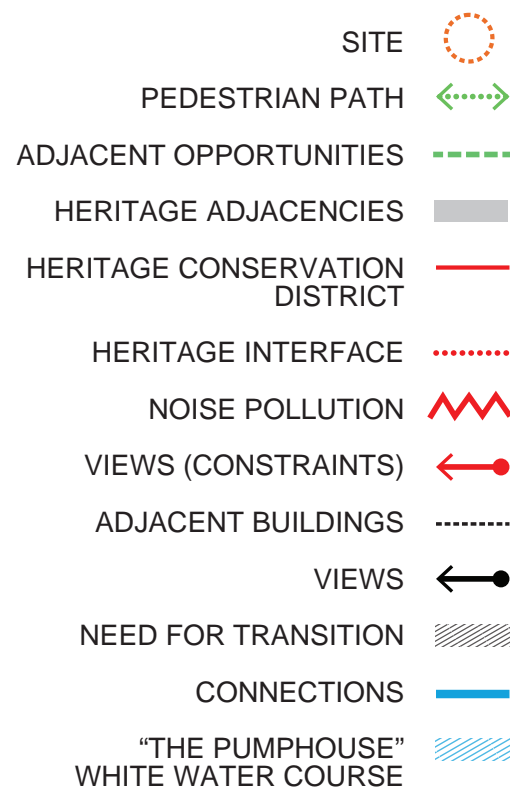 SITE
PEDESTRIAN PATH
ADJACENT OPPORTUNITIES
HERITAGE ADJACENCIES
HERITAGE CONSERVATION
DISTRICT
HERITAGE INTERFACE
NOISE POLLUTION
VIEWS (CONSTRAINTS)
ADJACENT BUILDINGS
VIEWS
NEED FOR TRANSITION
CONNECTIONS
“THE PUMPHOUSE”
WHITE WATER COURSE